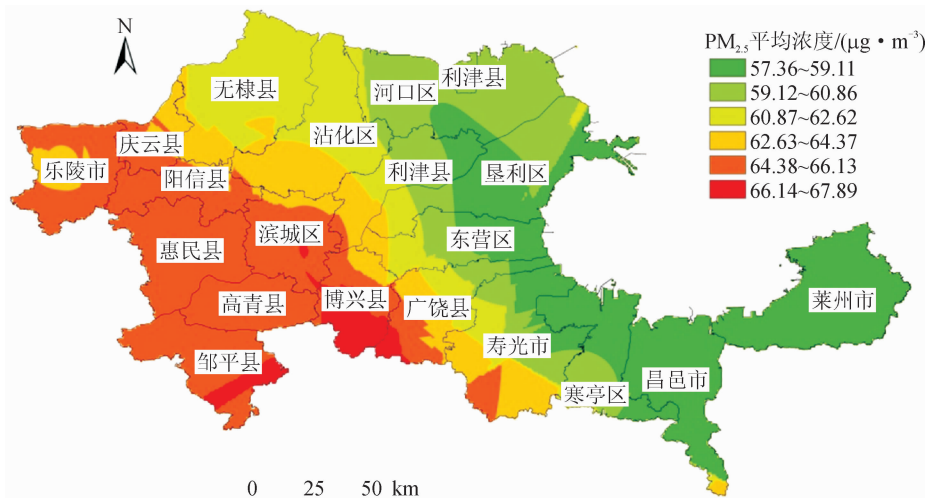 N
PM₂.₅平均浓度/(μg·m⁻³)
57.36~59.11
59.12~60.86
60.87~62.62
62.63~64.37
64.38~66.13
66.14~67.89
无棣县
河口区
利津县
沾化区
庆云县
乐陵市
阳信县
利津县
垦利区
惠民县
滨城区
东营区
高青县
博兴县
广饶县
莱州市
邹平县
寿光市
寒亭区
昌邑市
0 25 50 km